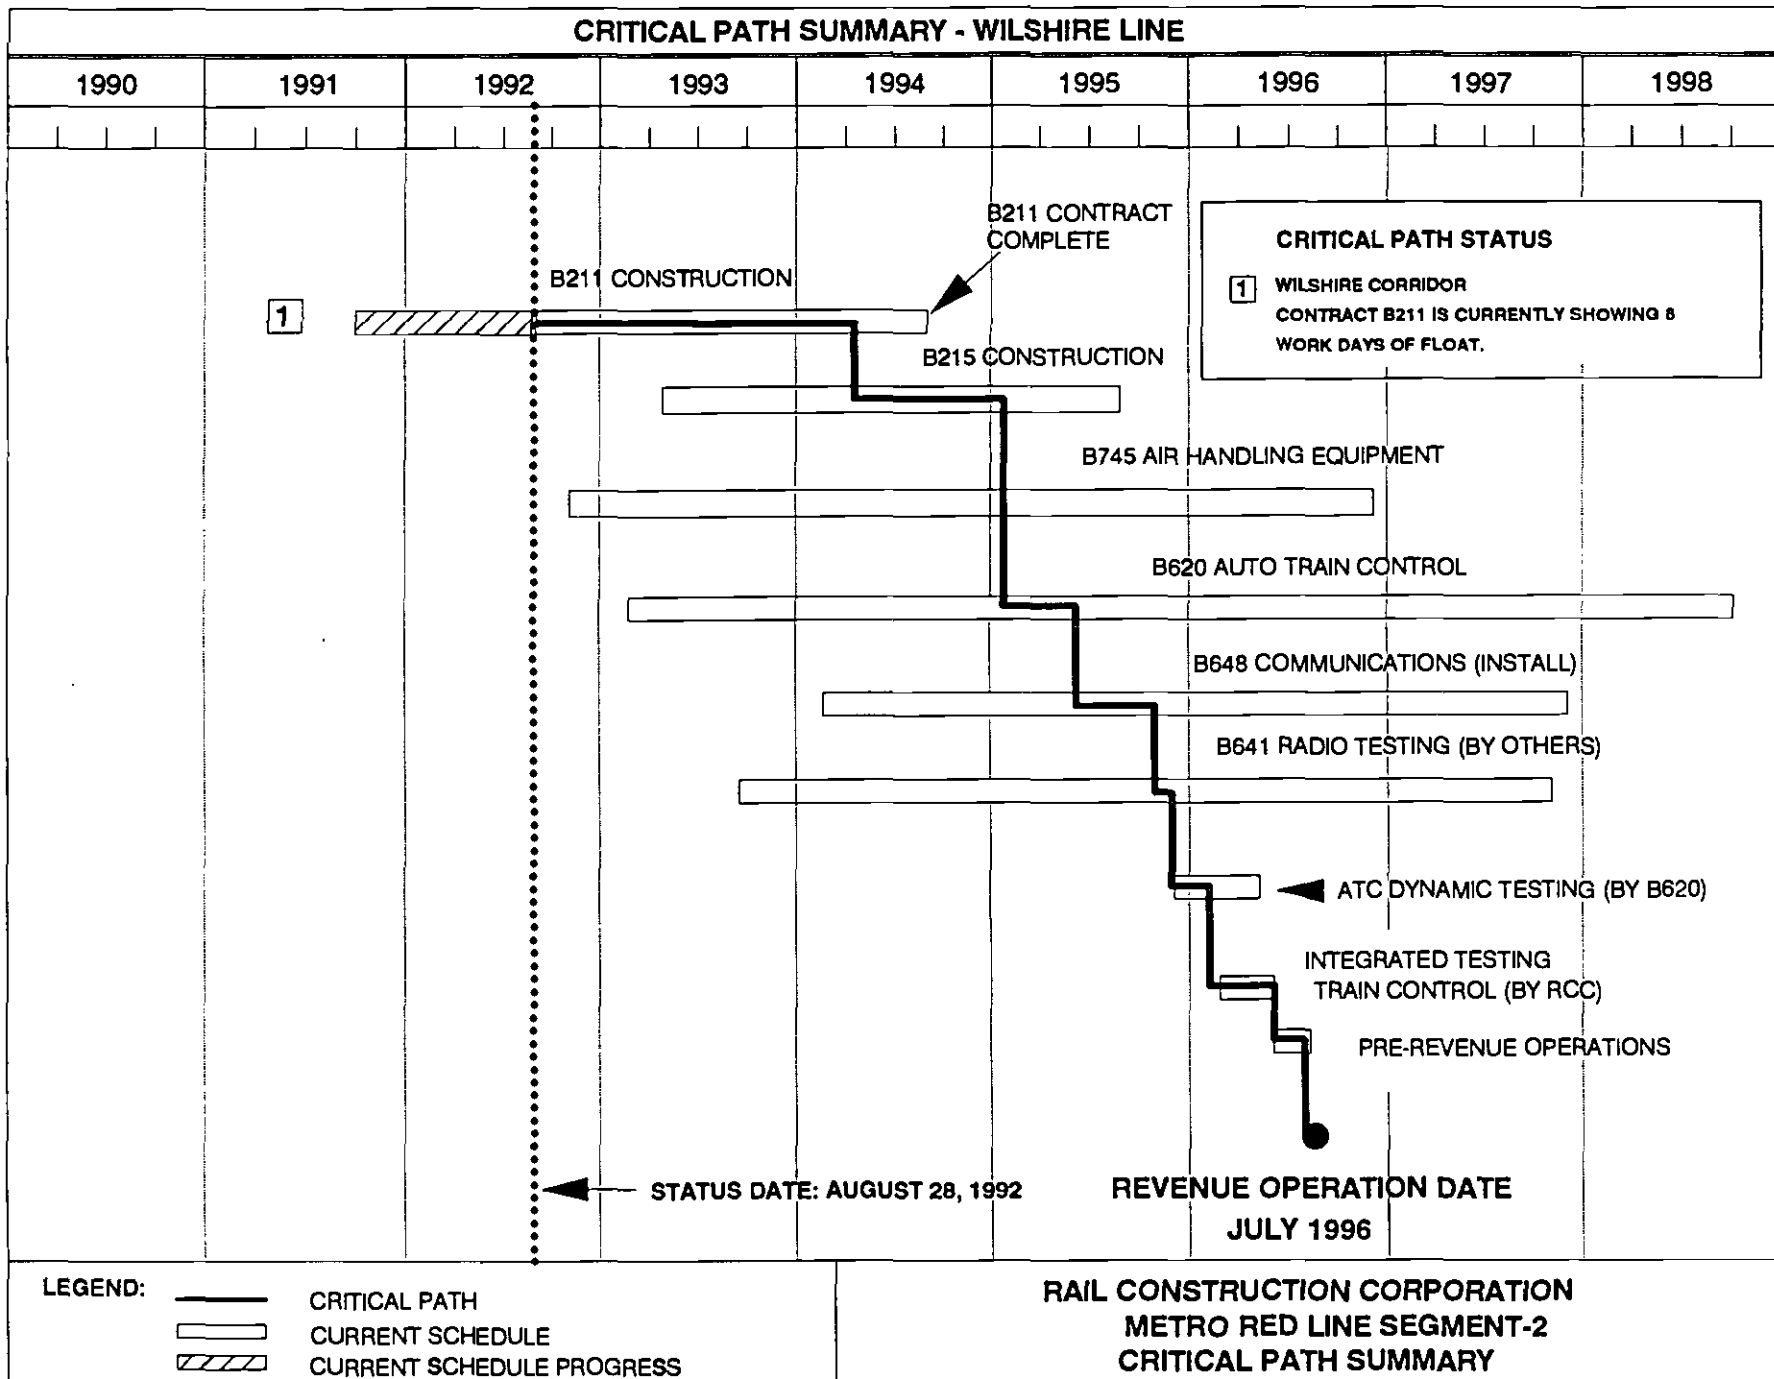 CRITICAL PATH SUMMARY - WILSHIRE LINE
1990 1991 1992 1993 1994 1995 1996 1997 1998
B211 CONTRACT
COMPLETE
CRITICAL PATH STATUS
1 WILSHIRE CORRIDOR
CONTRACT B211 IS CURRENTLY SHOWING 8
WORK DAYS OF FLOAT.
B211 CONSTRUCTION
1
B215 CONSTRUCTION
B745 AIR HANDLING EQUIPMENT
B620 AUTO TRAIN CONTROL
B648 COMMUNICATIONS (INSTALL)
B641 RADIO TESTING (BY OTHERS)
ATC DYNAMIC TESTING (BY B620)
INTEGRATED TESTING
TRAIN CONTROL (BY RCC)
PRE-REVENUE OPERATIONS
STATUS DATE: AUGUST 28, 1992
REVENUE OPERATION DATE
JULY 1996
LEGEND:
CRITICAL PATH
CURRENT SCHEDULE
CURRENT SCHEDULE PROGRESS
RAIL CONSTRUCTION CORPORATION
METRO RED LINE SEGMENT-2
CRITICAL PATH SUMMARY